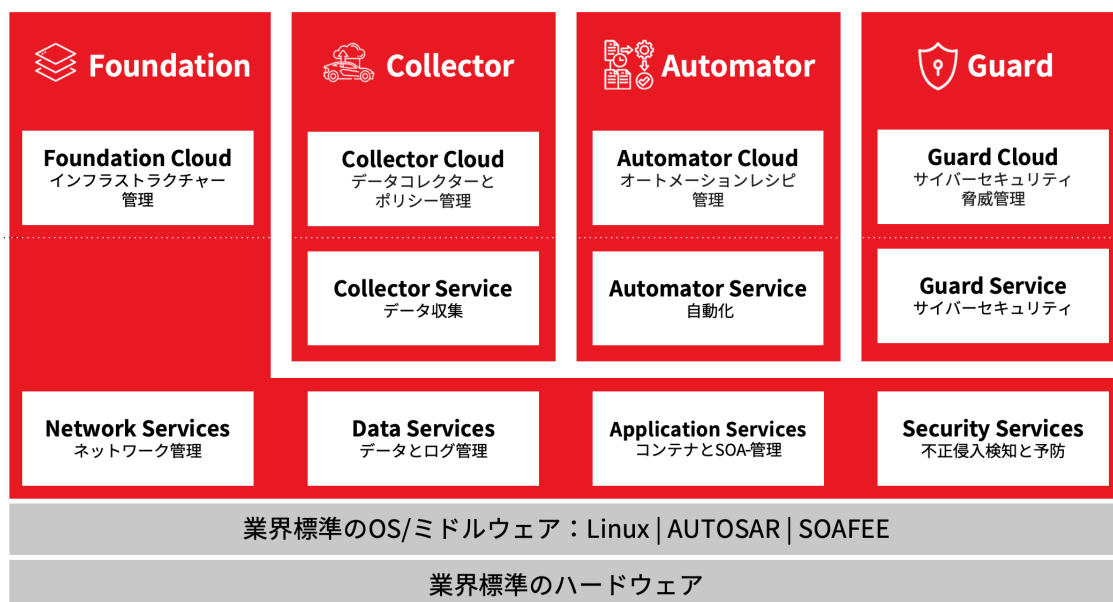 Foundation
Collector
Automator
Guard
Foundation Cloud
インフラストラクチャー
管理
Collector Cloud
データコレクターと
ポリシー管理
Automator Cloud
オートメーションレシピ
管理
Guard Cloud
サイバーセキュリティ
脅威管理
Collector Service
データ収集
Automator Service
自動化
Guard Service
サイバーセキュリティ
Network Services
ネットワーク管理
Data Services
データとログ管理
Application Services
コンテナとSOA-管理
Security Services
不正侵入検知と予防
業界標準のOS/ミドルウェア：Linux | AUTOSAR | SOAFEE
業界標準のハードウェア